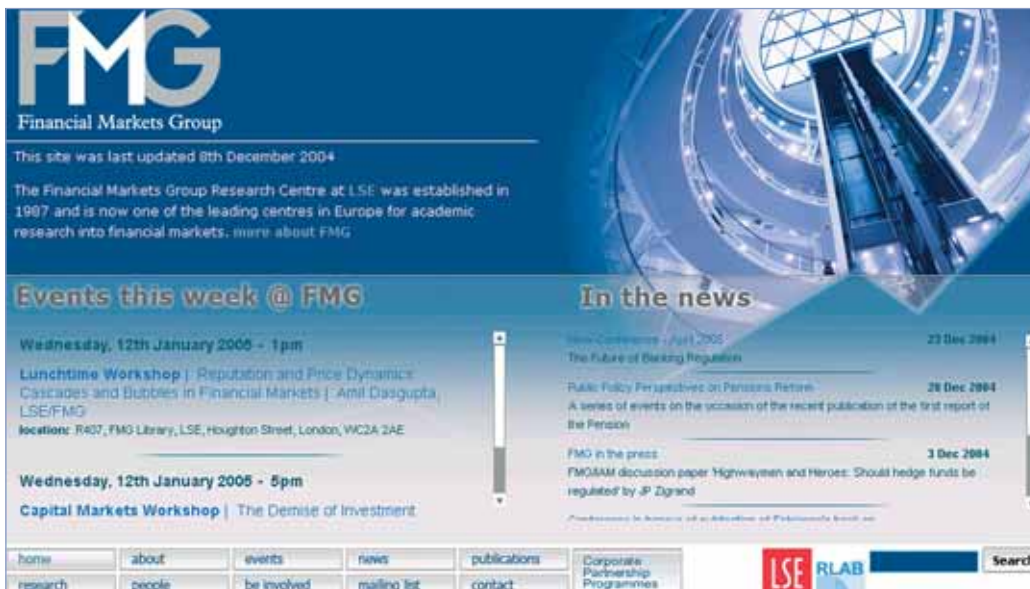 FMG
Financial Markets Group
This site was last updated 8th December 2004
The Financial Markets Group Research Centre at LSE was established in
1987 and is now one of the leading centres in Europe for academic
research into financial markets. more about FMG
Events this week @ FMG
Wednesday, 12th January 2005 - 1pm
Lunchtime Workshop | Reputation and Price Dynamics
Cascades and Bubbles in Financial Markets | Amil Dasgupta,
LSE/FMG
location: R407, FMG Library, LSE, Houghton Street, London, WC2A 2AE
Wednesday, 12th January 2005 - 5pm
Capital Markets Workshop | The Demise of Investment
In the news
New Conference - April 2005 23 Dec 2004
The Future of Banking Regulation
Public Policy Perspectives on Pensions Reform 20 Dec 2004
A series of events on the occasion of the recent publication of the first report of
the Pension
FMG in the press 3 Dec 2004
FMG/IAM discussion paper 'Highwaymen and Heroes: Should hedge funds be
regulated' by JP Zigrand
home about events news publications Corporate
Partnership
Programmes
research people be involved mailing list contact
LSE RLAB Search